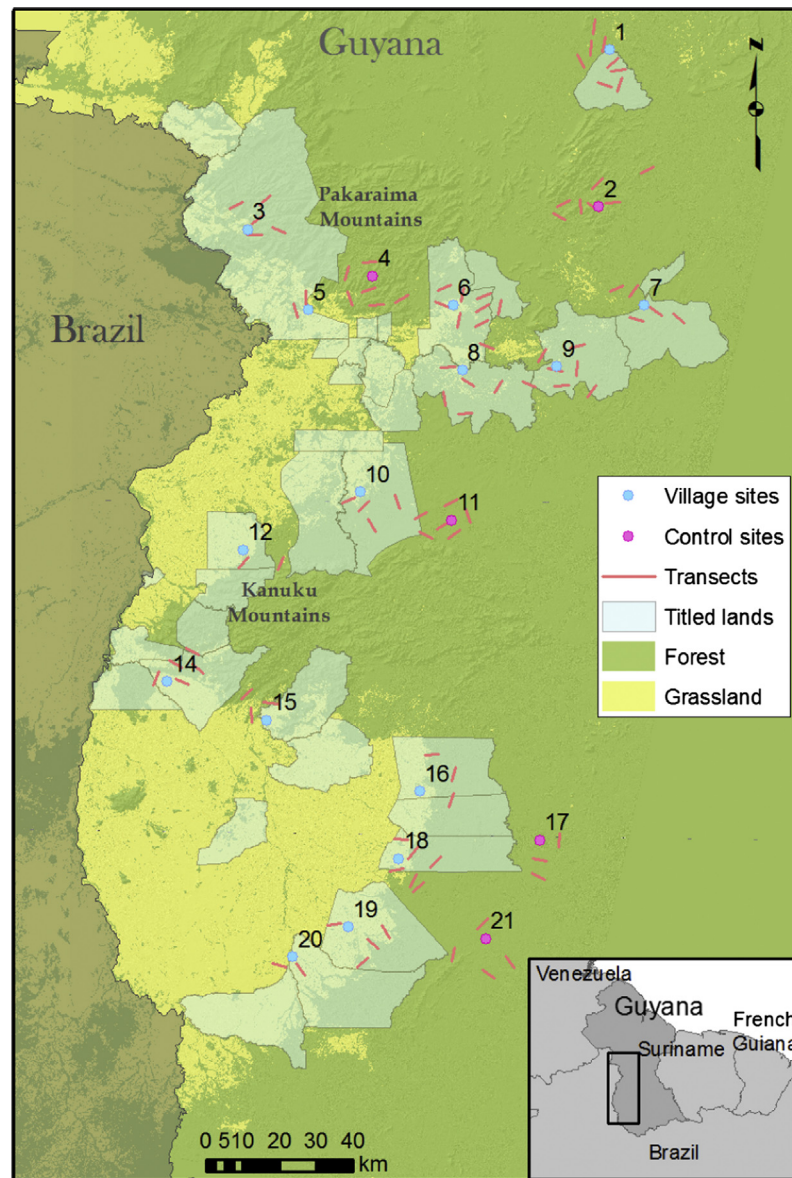 Guyana
1
N
2
Pakaraima
Mountains
3
4
5
6
7
Brazil
8
9
10
11
12
Kanuku
Mountains
Village sites
Control sites
Transects
Titled lands
Forest
Grassland
14
15
16
17
18
19
20
21
0 5 10 20 30 40
km
Venezuela
Guyana
Suriname
French
Guiana
Brazil